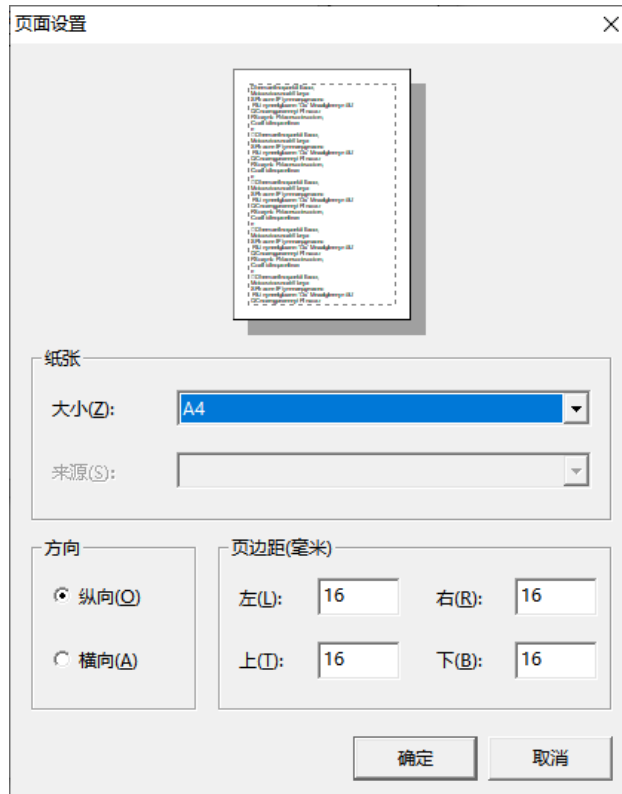 页面设置
纸张
大小(Z):
A4
来源(S):
方向
纵向(O)
横向(A)
页边距(毫米)
左(L): 16 右(R): 16
上(T): 16 下(B): 16
确定 取消